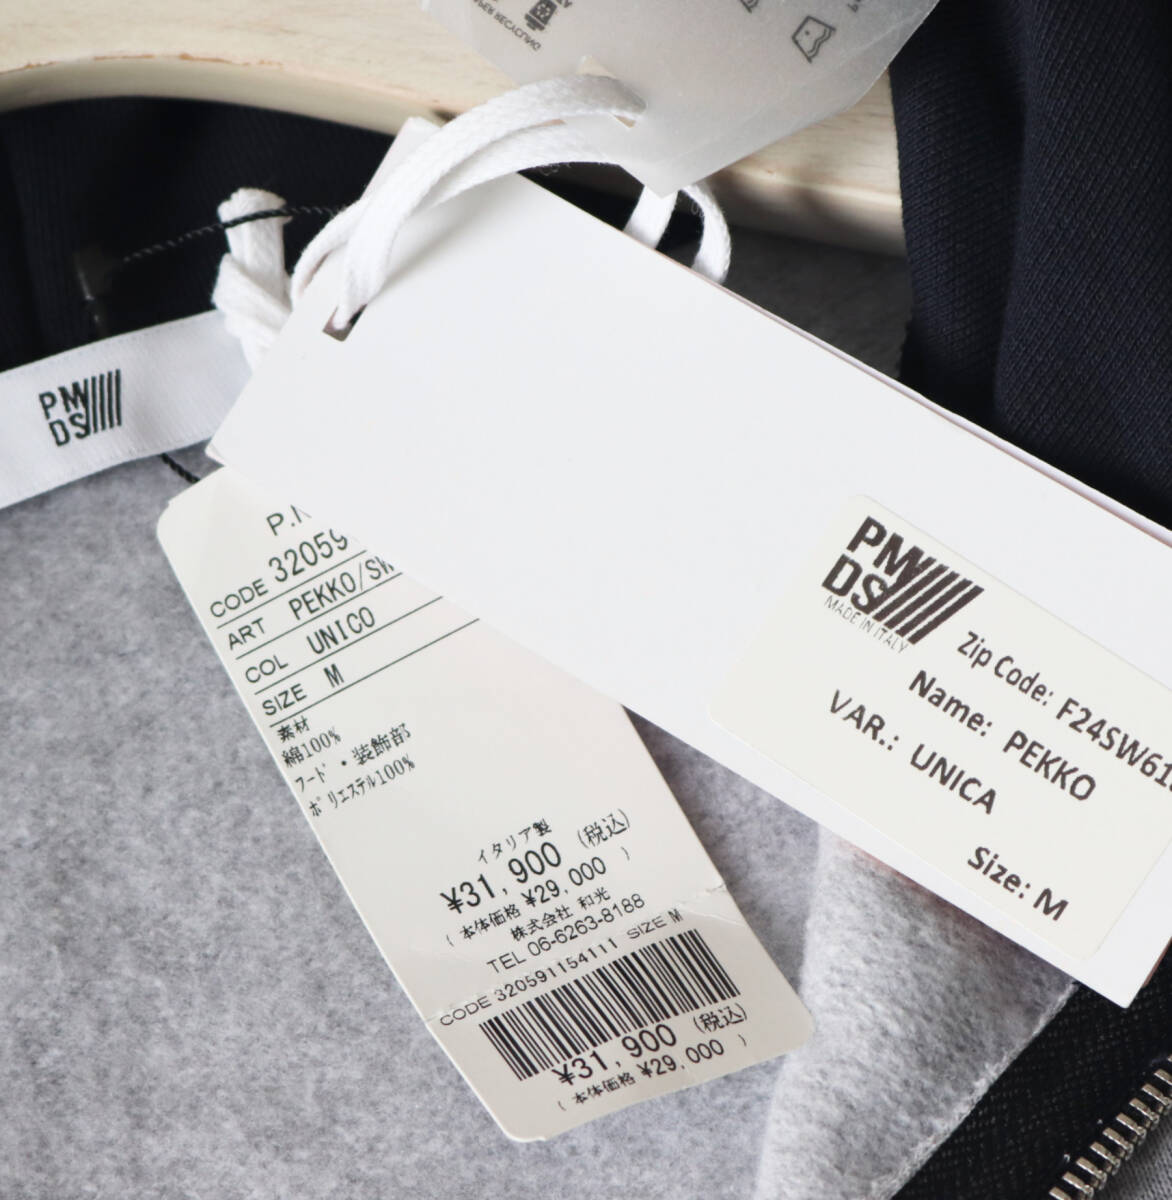 PM
DS
P.
CODE 32059
ART PEKKO/SW
COL UNICO
SIZE M
素材
綿100%
フード・装飾部
ポリエステル100%
イタリア製
¥31,900 (税込)
( 本体価格 ¥29,000 )
株式会社 和光
TEL 06-6263-8188
CODE 320591154111 SIZE M
¥31,900 (税込)
( 本体価格 ¥29,000 )
PM
DS
MADE IN ITALY
Zip Code: F24SW61
Name: PEKKO
VAR.: UNICA
Size: M